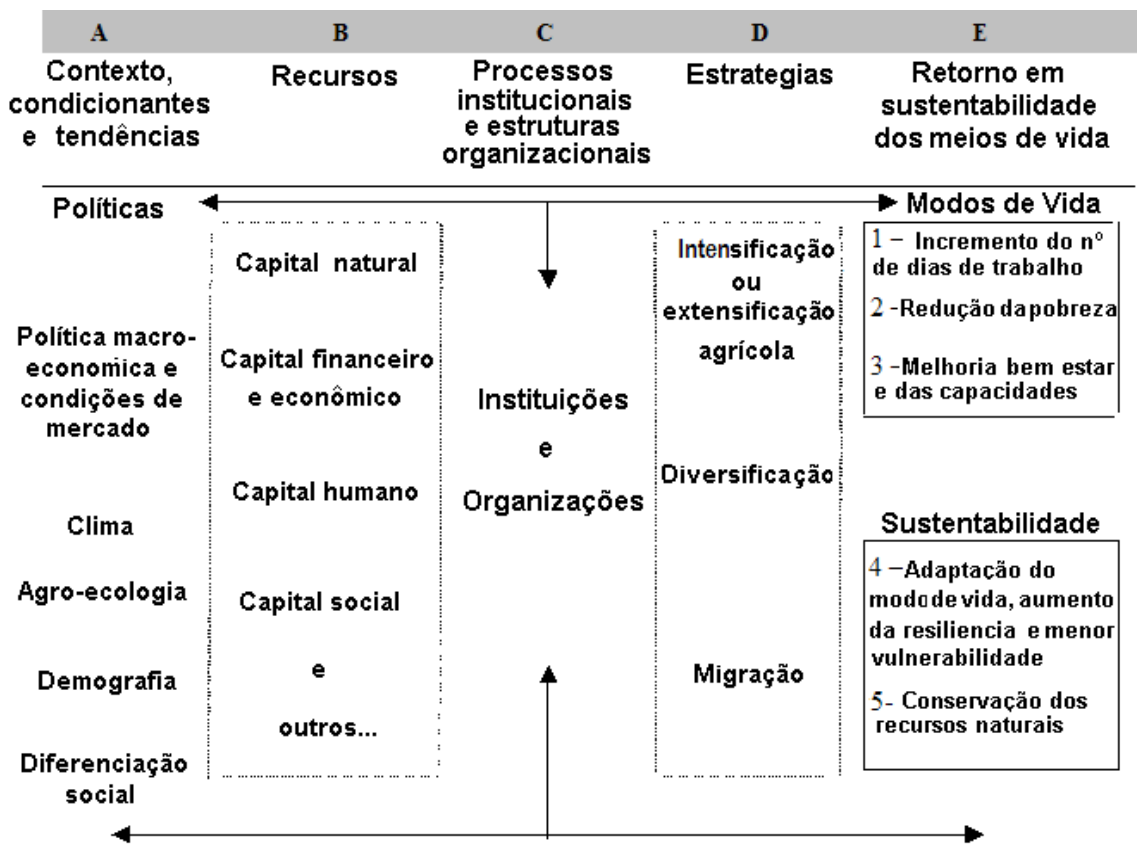 A
B
C
D
E
Contexto,
condicionantes
e tendências
Recursos
Processos
institucionais
e estruturas
organizacionais
Estrategias
Retorno em
sustentabilidade
dos meios de vida
Políticas
Política macro-
economica e
condições de
mercado
Clima
Agro-ecologia
Demografia
Diferenciação
social
Capital natural
Capital financeiro
e econômico
Capital humano
Capital social
e
outros...
Instituições
e
Organizações
Intensificação
ou
extensificação
agrícola
Diversificação
Migração
Modos de Vida
1 – Incremento do nº
de dias de trabalho
2 -Redução da pobreza
3 -Melhoria bem estar
e das capacidades
Sustentabilidade
4 –Adaptação do
modo de vida, aumento
da resiliencia e menor
vulnerabilidade
5- Conservação dos
recursos naturais